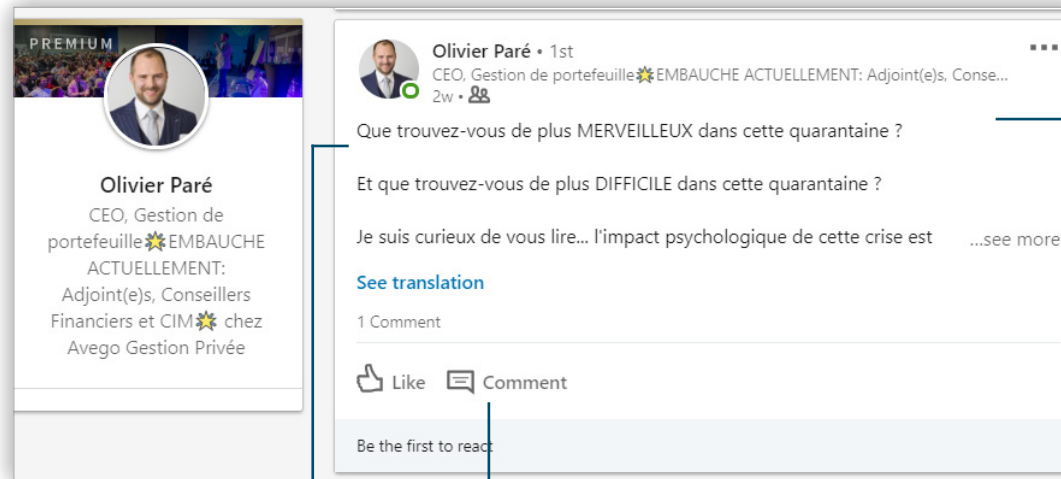 PREMIUM
Olivier Paré
CEO, Gestion de
portefeuille🌟EMBAUCHE
ACTUELLEMENT:
Adjoint(e)s, Conseillers
Financiers et CIM🌟 chez
Avego Gestion Privée
Olivier Paré • 1st
CEO, Gestion de portefeuille🌟EMBAUCHE ACTUELLEMENT: Adjoint(e)s, Conse...
2w •
Que trouvez-vous de plus MERVEILLEUX dans cette quarantaine ?
Et que trouvez-vous de plus DIFFICILE dans cette quarantaine ?
Je suis curieux de vous lire... l'impact psychologique de cette crise est ...see more
See translation
1 Comment
Like Comment
Be the first to react